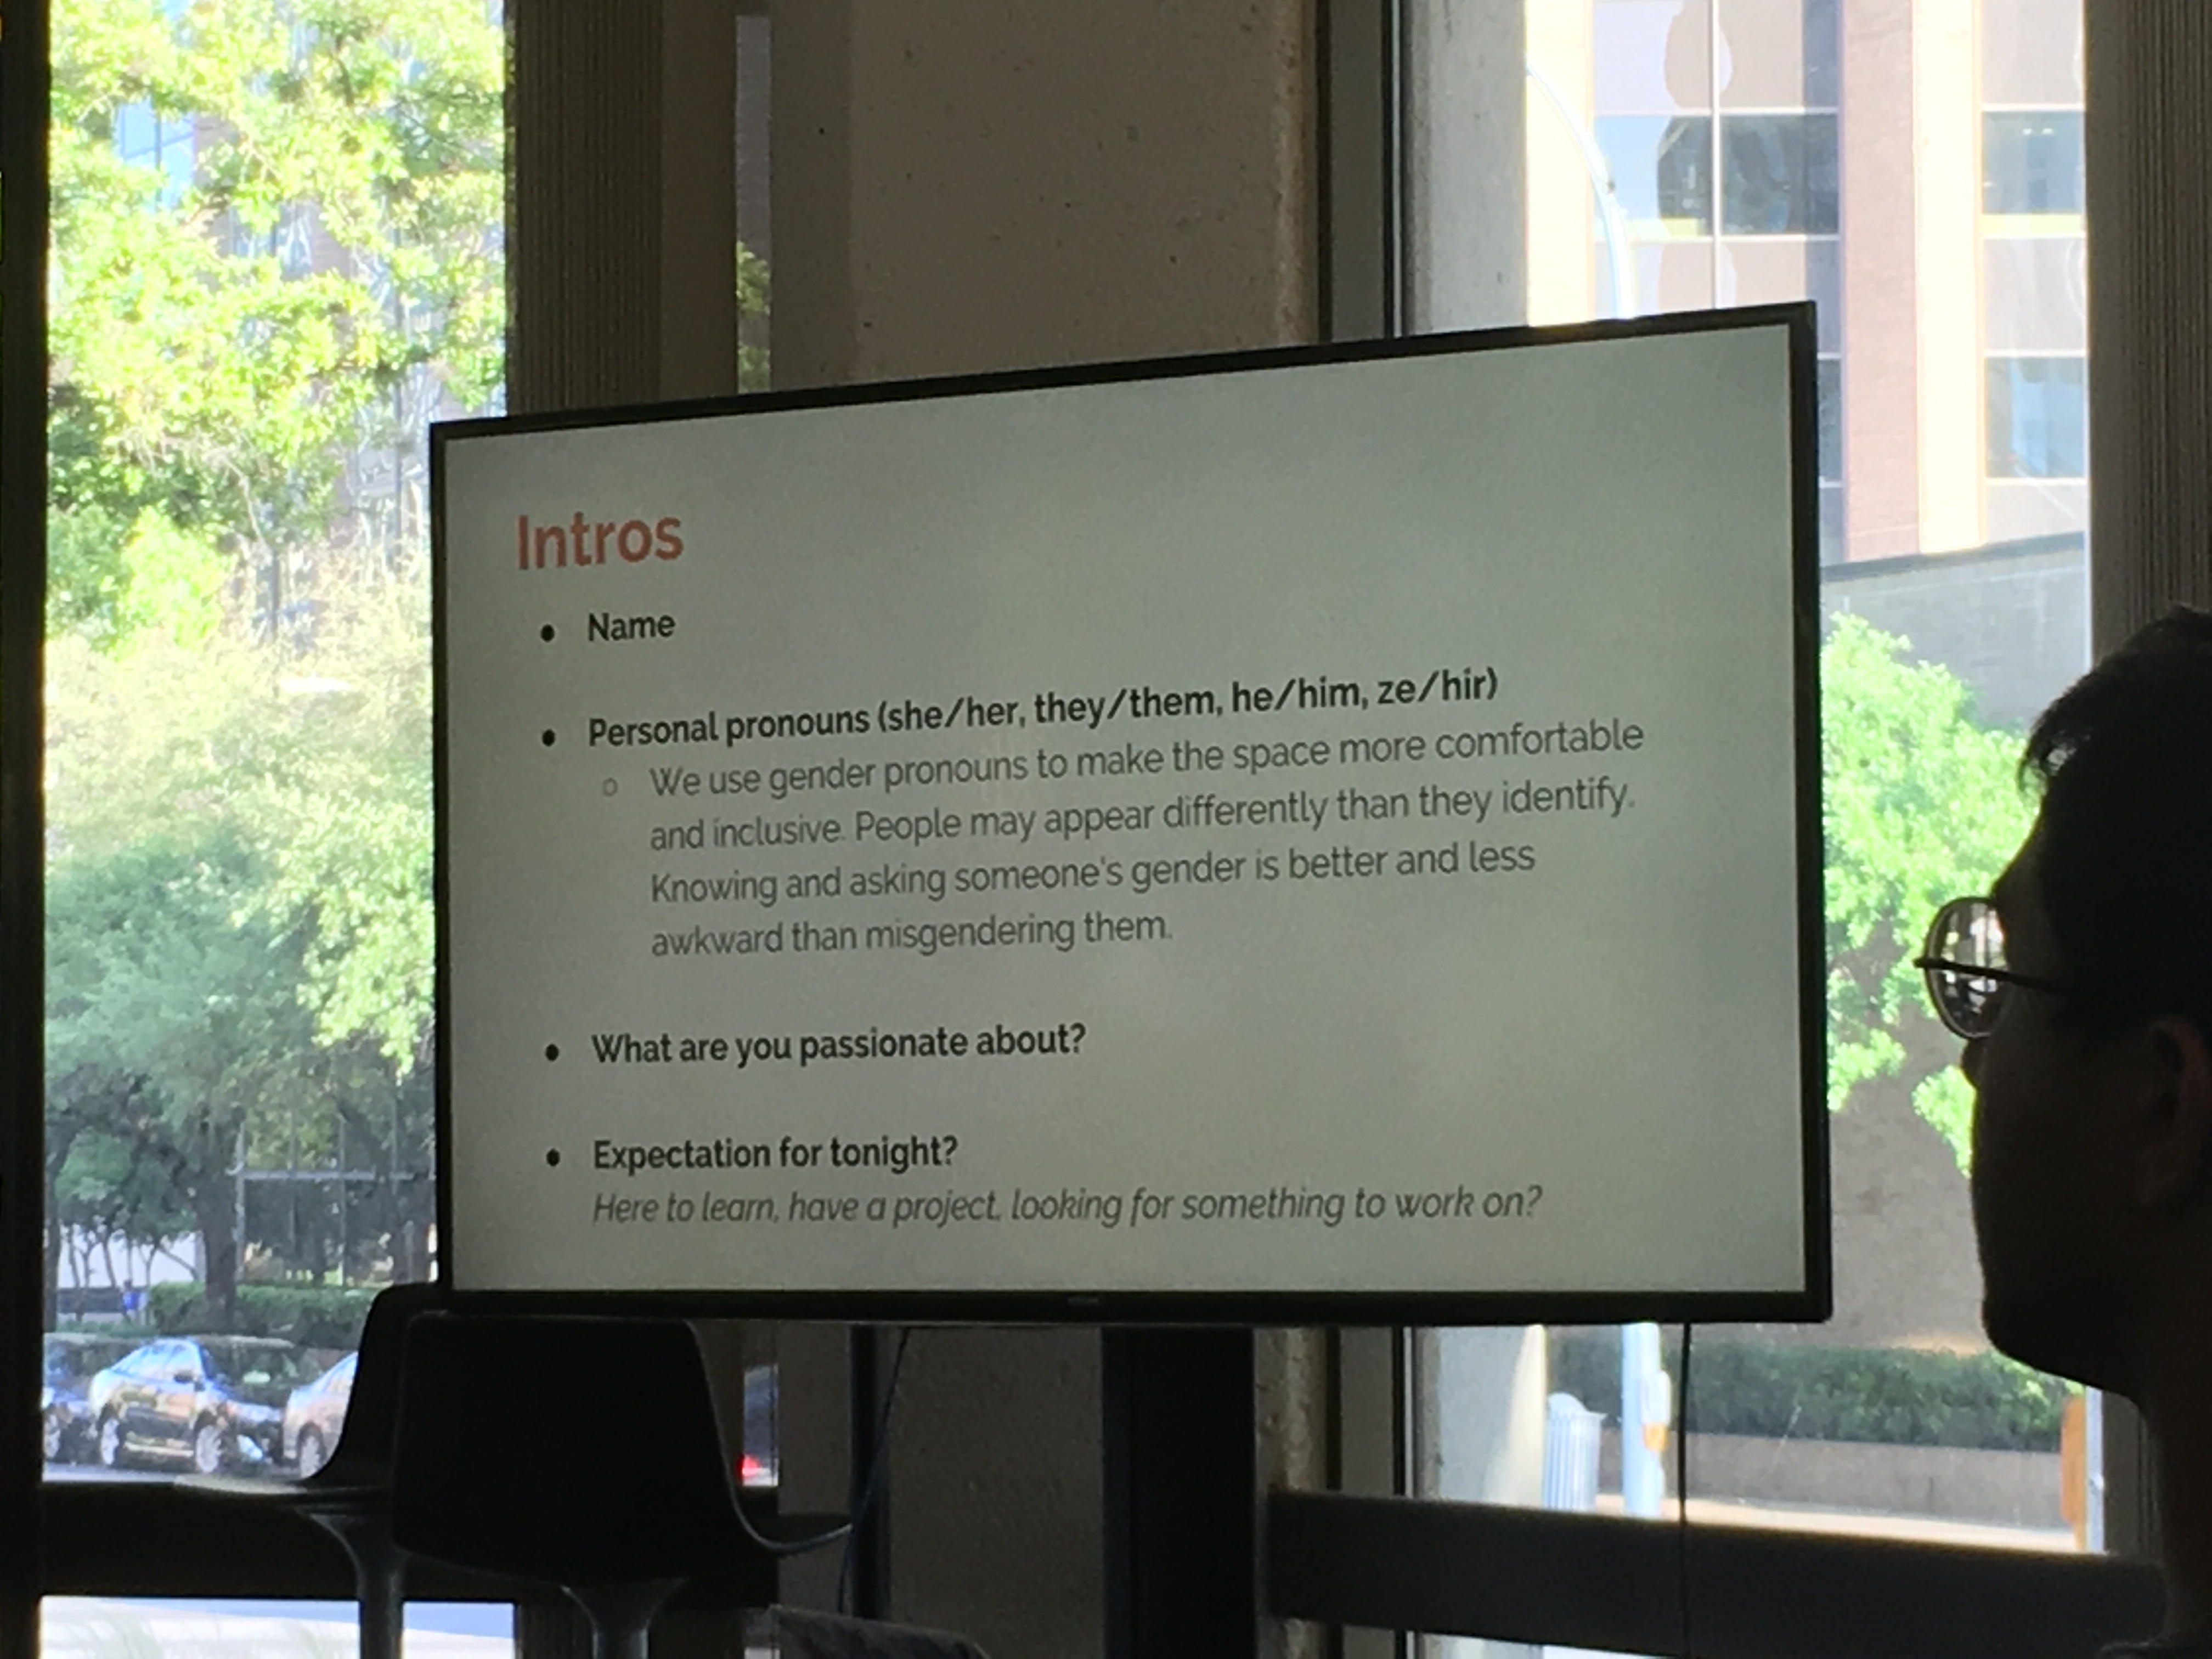 Intros
• Name
• Personal pronouns (she/her, they/them, he/him, ze/hir)
o We use gender pronouns to make the space more comfortable
and inclusive. People may appear differently than they identify.
Knowing and asking someone's gender is better and less
awkward than misgendering them.
• What are you passionate about?
• Expectation for tonight?
Here to learn, have a project, looking for something to work on?